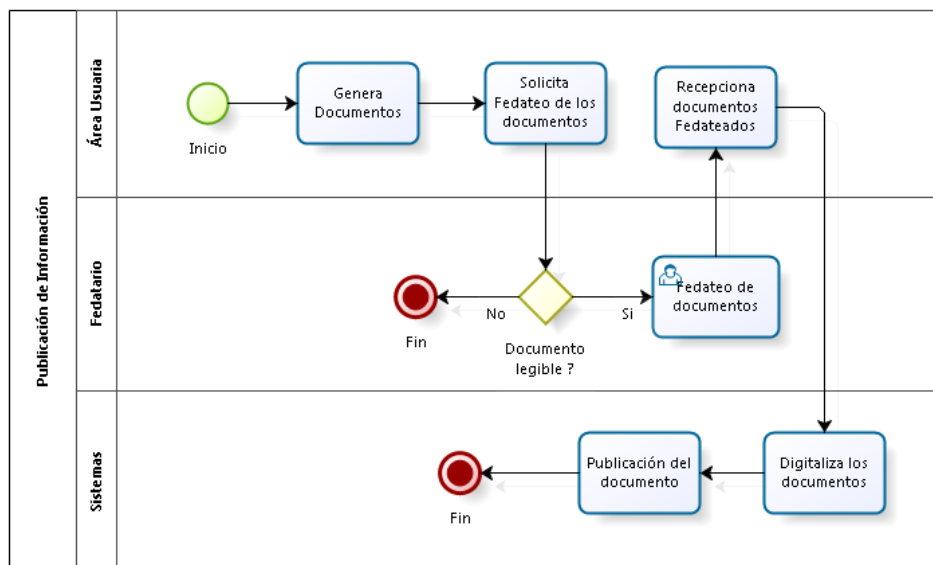 Publicación de Información
Área Usuaria
Inicio
Genera
Documentos
Solicita
Fedateo de los
documentos
Recepciona
documentos
Fedateados
Fedatario
Fin
No
Documento
legible ?
Si
Fedateo de
documentos
Sistemas
Fin
Publicación del
documento
Digitaliza los
documentos